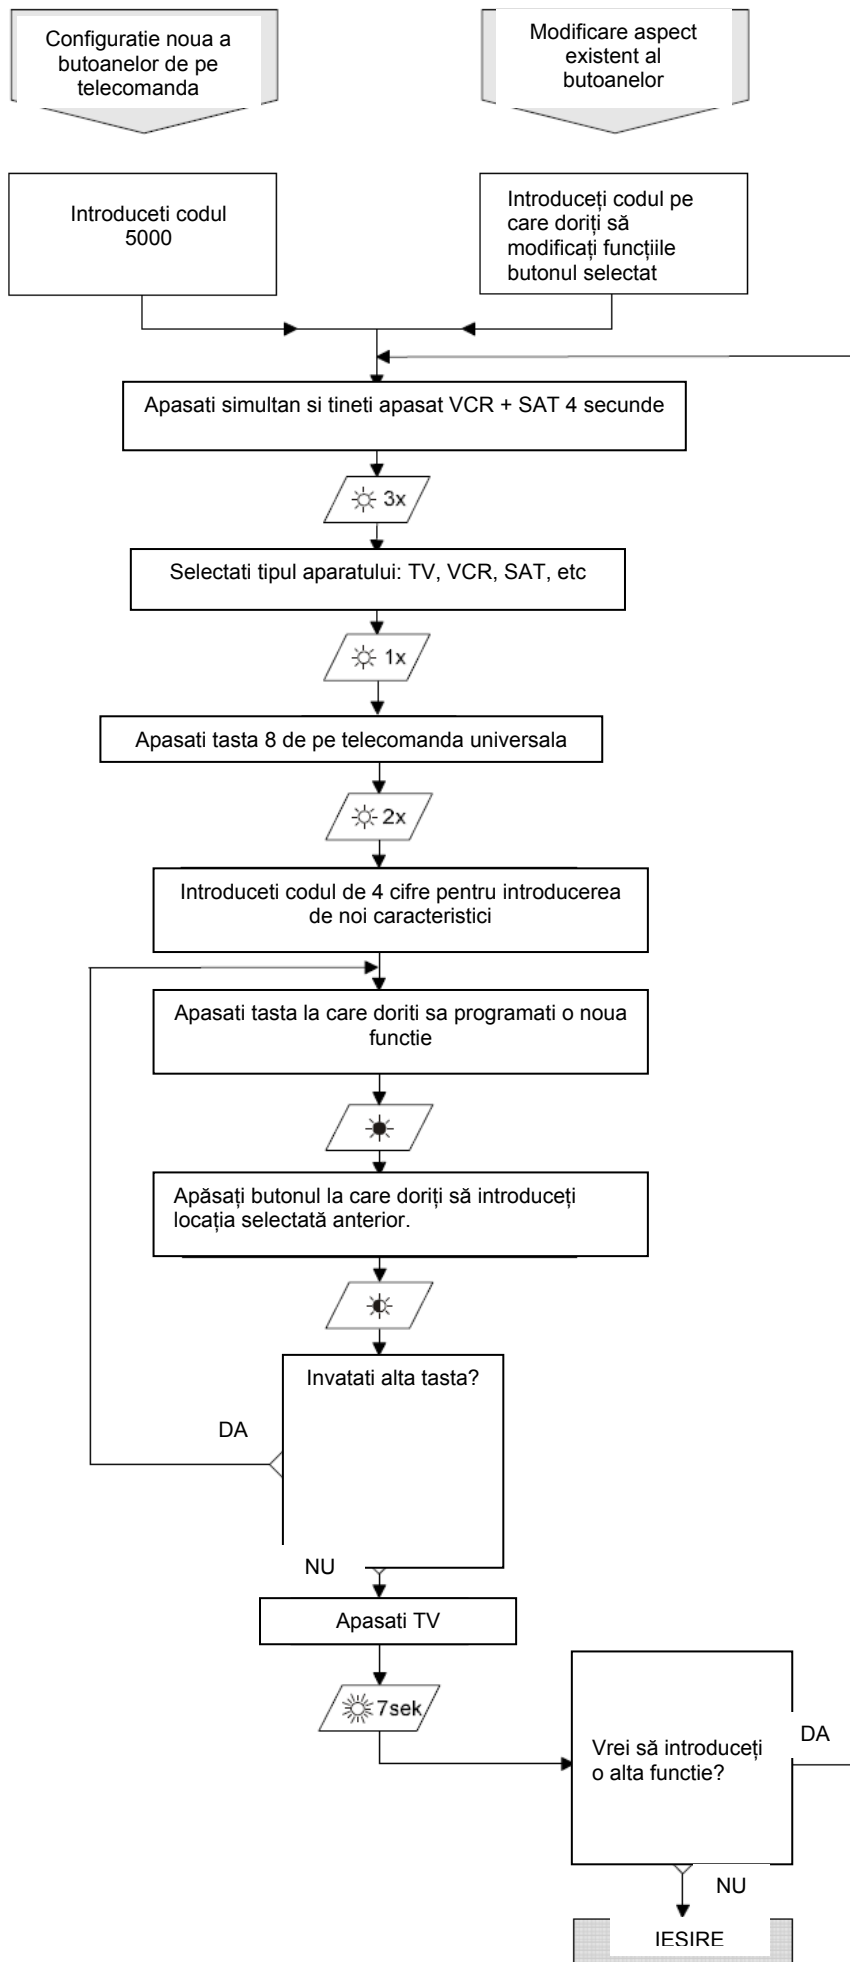 Configuratie noua a
butoanelor de pe
telecomanda
Modificare aspect
existent al
butoanelor
Introduceti codul
5000
Introduceți codul pe
care doriți să
modificați funcțiile
butonul selectat
Apasati simultan si tineti apasat VCR + SAT 4 secunde
3x
Selectati tipul aparatului: TV, VCR, SAT, etc
1x
Apasati tasta 8 de pe telecomanda universala
2x
Introduceti codul de 4 cifre pentru introducerea
de noi caracteristici
Apasati tasta la care doriti sa programati o noua
functie
Apăsați butonul la care doriți să introduceți
locația selectată anterior.
Invatati alta tasta?
DA
NU
Apasati TV
7sek
Vrei să introduceți
o alta functie?
DA
NU
IESIRE